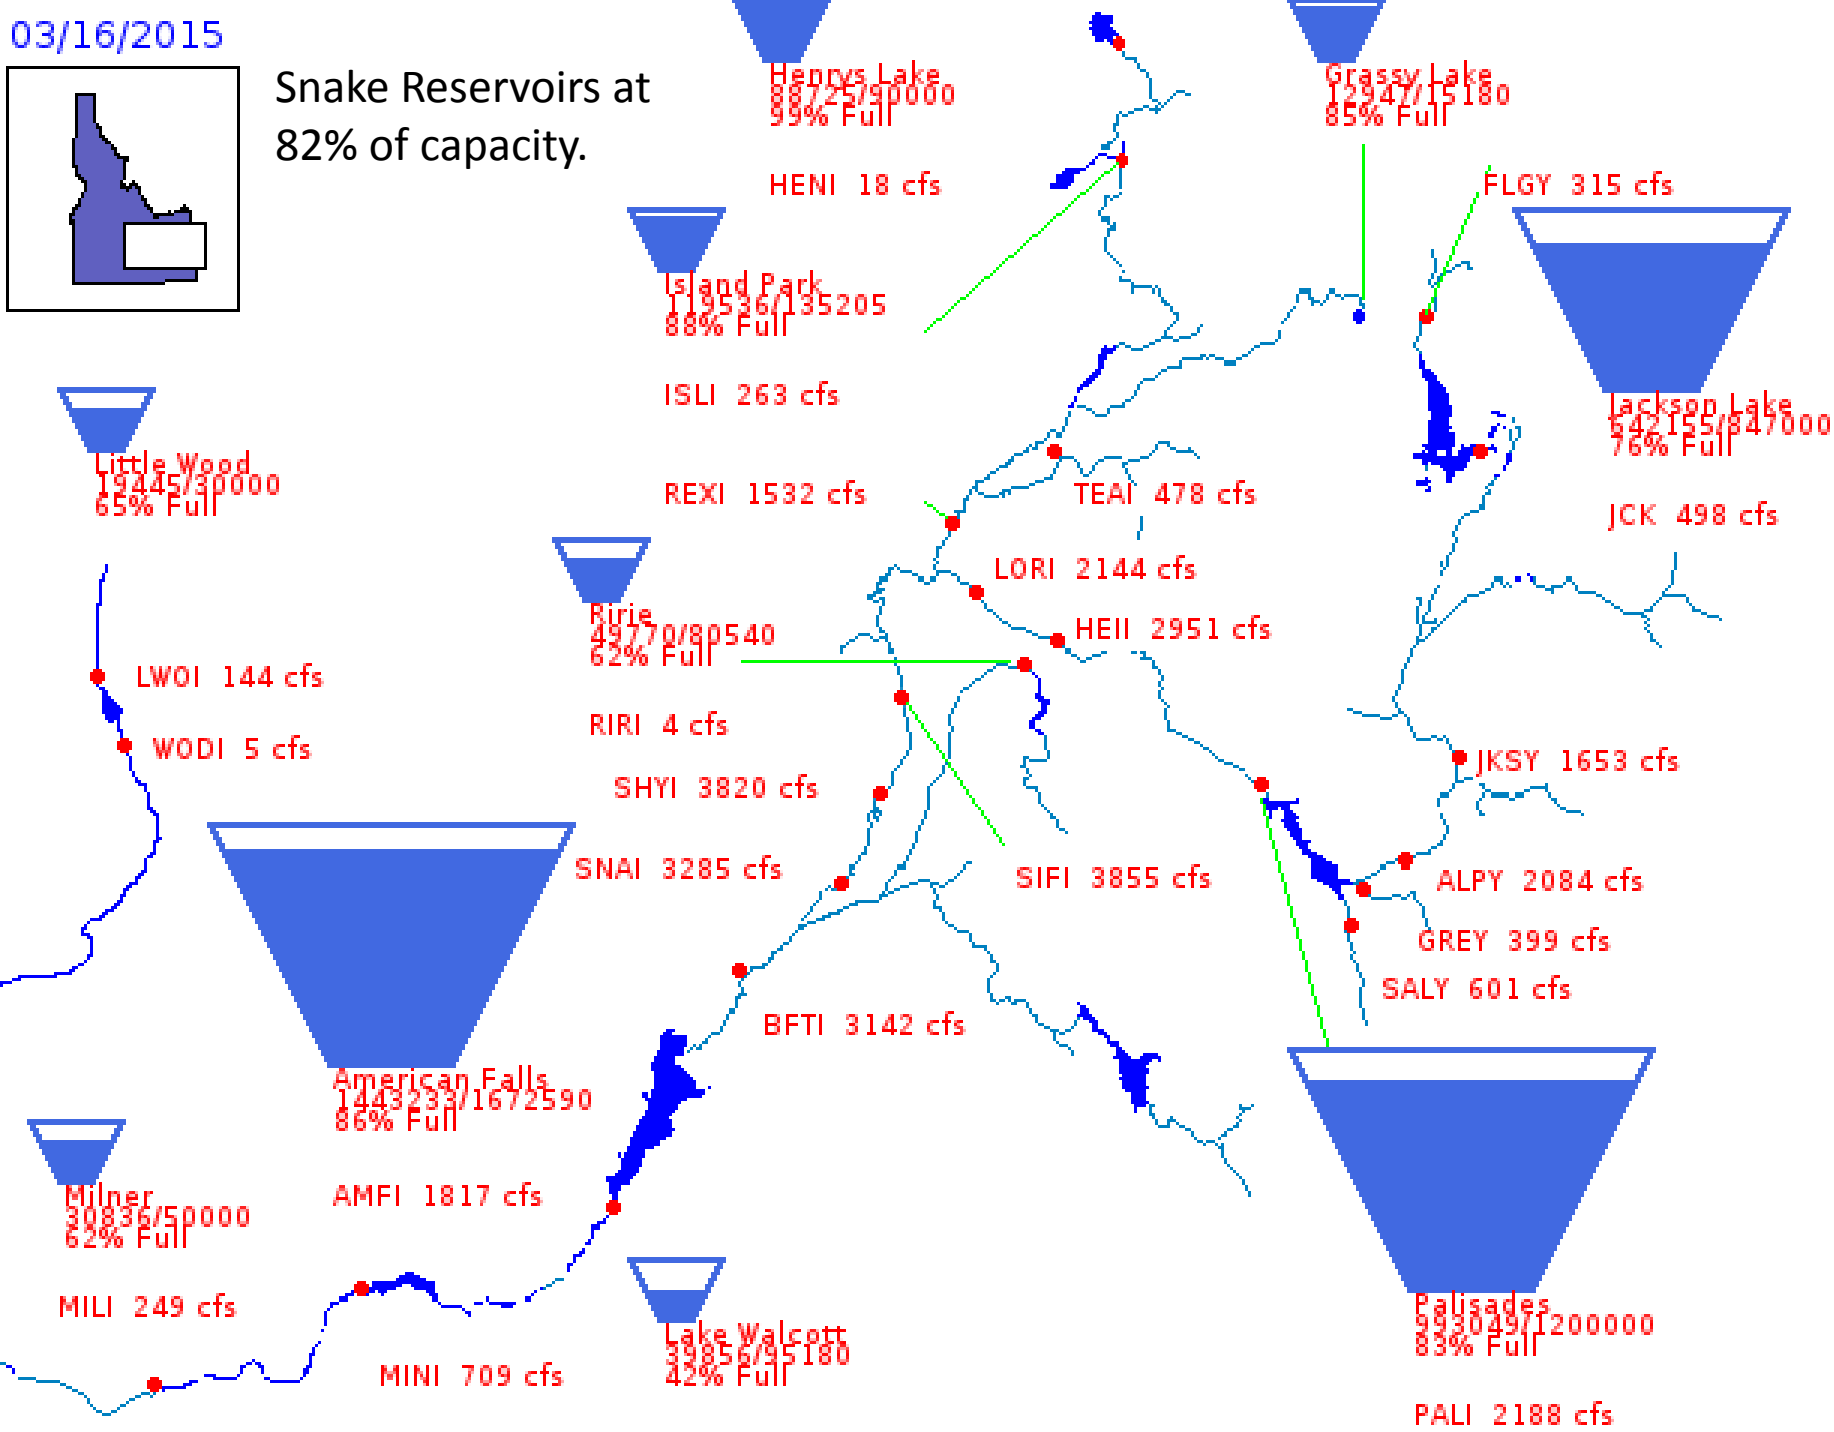 03/16/2015
Snake Reservoirs at
82% of capacity.
Henrys Lake
88725/90000
99% Full
HENI 18 cfs
Grassy Lake
12947/15180
85% Full
FLGY 315 cfs
Island Park
119536/135205
88% Full
ISLI 263 cfs
Jackson Lake
642155/847000
76% Full
JCK 498 cfs
Little Wood
19445/30000
65% Full
REXI 1532 cfs
TEAI 478 cfs
LORI 2144 cfs
HEII 2951 cfs
Ririe
49770/80540
62% Full
RIRI 4 cfs
LWOI 144 cfs
WODI 5 cfs
SHYI 3820 cfs
JKSY 1653 cfs
SNAI 3285 cfs
SIFI 3855 cfs
ALPY 2084 cfs
GREY 399 cfs
SALY 601 cfs
BFTI 3142 cfs
American Falls
1443233/1672590
86% Full
AMFI 1817 cfs
Milner
30836/50000
62% Full
MILI 249 cfs
MINI 709 cfs
Lake Walcott
39856/95180
42% Full
Palisades
993049/1200000
83% Full
PALI 2188 cfs